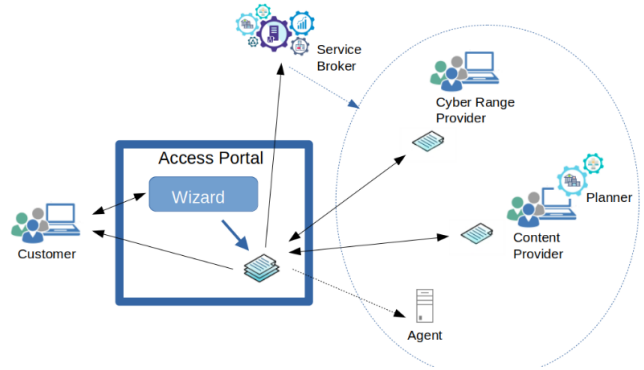 Service
Broker
Cyber Range
Provider
Access Portal
Wizard
Planner
Customer
Content
Provider
Agent